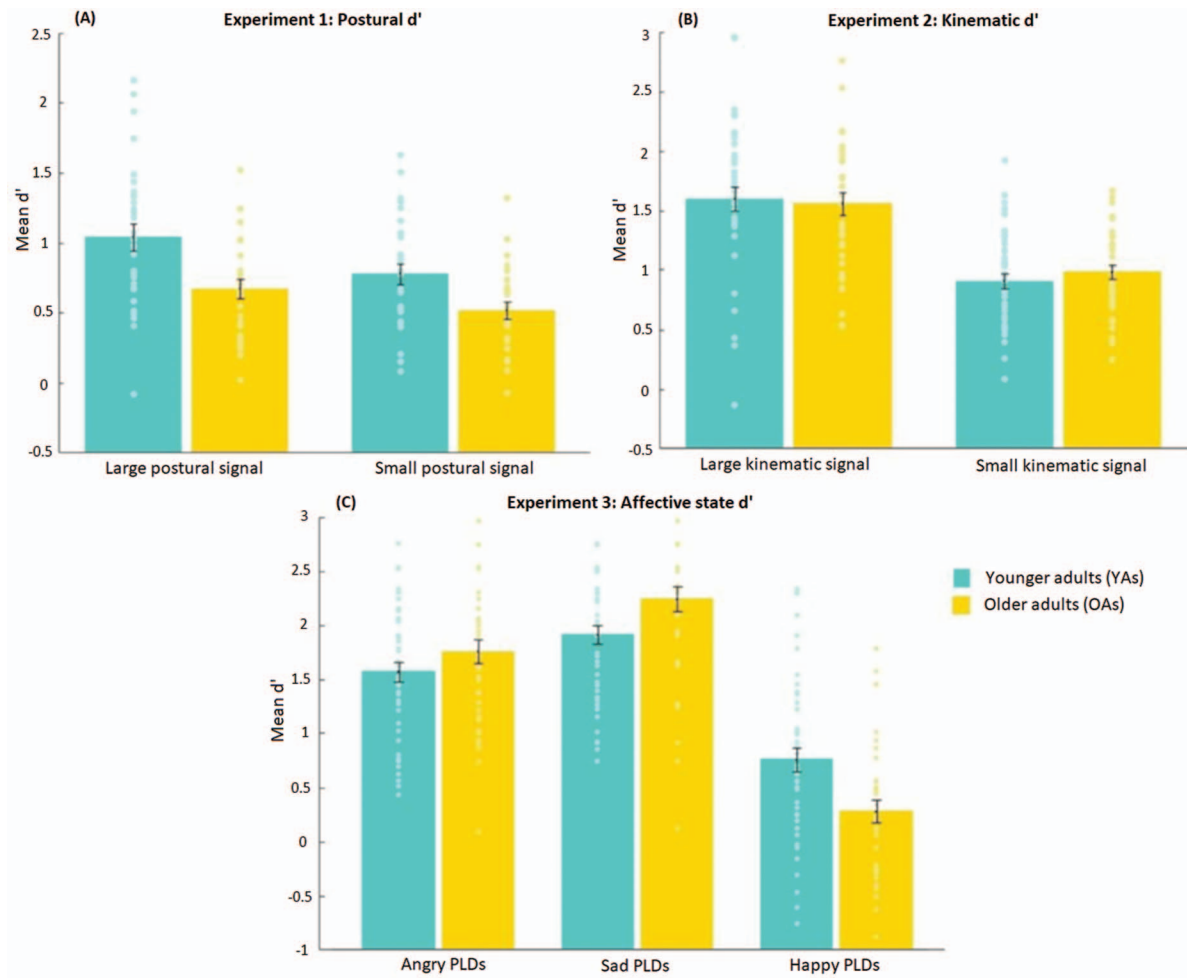 (A) Experiment 1: Postural d'
2.5
2
1.5
1
0.5
0
-0.5
Mean d'
Large postural signal Small postural signal
(B) Experiment 2: Kinematic d'
3
2.5
2
1.5
1
0.5
0
-0.5
Mean d'
Large kinematic signal Small kinematic signal
(C) Experiment 3: Affective state d'
3
2.5
2
1.5
1
0.5
0
-0.5
-1
Mean d'
Angry PLDs Sad PLDs Happy PLDs
Younger adults (YAs)
Older adults (OAs)